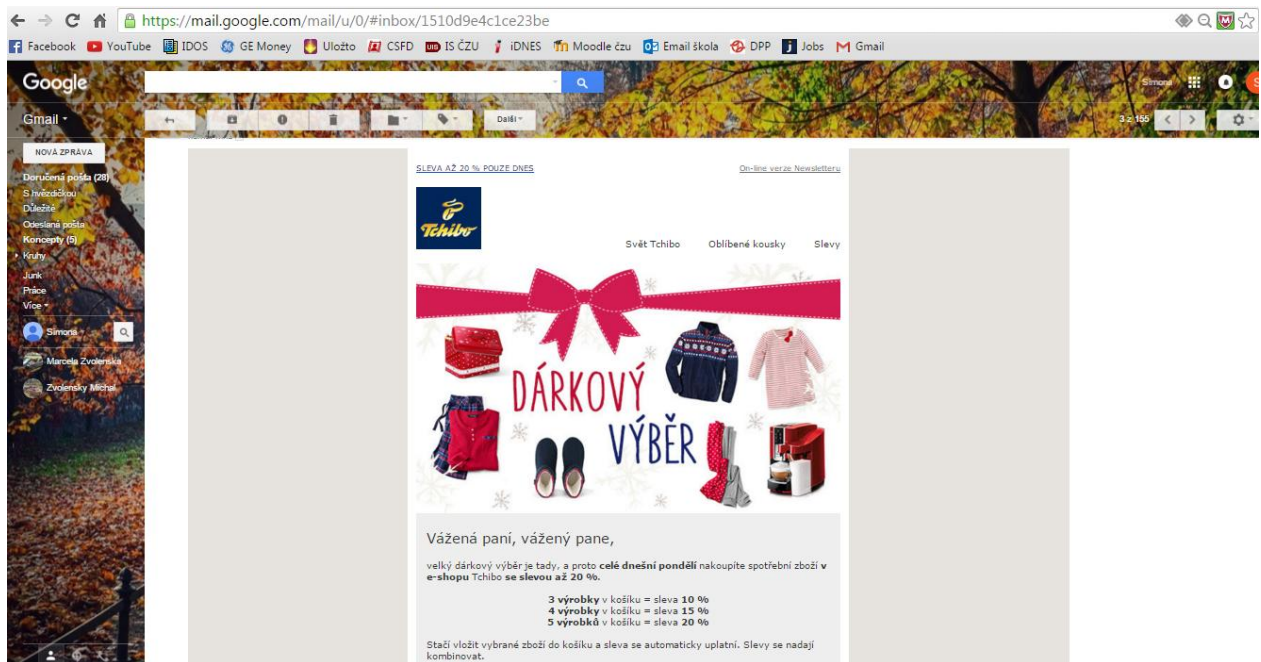 https://mail.google.com/mail/u/0/#inbox/1510d9e4c1ce23be
Facebook YouTube IDOS GE Money Uložto CSFD IS ČZU iDNES Moodle čzu Email škola DPP Jobs Gmail
Google
Simona
Gmail
Další
3 z 155
NOVÁ ZPRÁVA
Doručená pošta (28)
S hvězdičkou
Důležité
Odeslaná pošta
Koncepty (5)
Kruhy
Junk
Práce
Více
Simona
Marcela Zvolenska
Zvolensky Michal
SLEVA AŽ 20 % POUZE DNES
On-line verze Newsletteru
Tchibo
Svět Tchibo Oblíbené kousky Slevy
DÁRKOVÝ
VÝBĚR
Vážená paní, vážený pane,
velký dárkový výběr je tady, a proto celé dnešní pondělí nakoupíte spotřební zboží v
e-shopu Tchibo se slevou až 20 %.
3 výrobky v košíku = sleva 10 %
4 výrobky v košíku = sleva 15 %
5 výrobků v košíku = sleva 20 %
Stačí vložit vybrané zboží do košíku a sleva se automaticky uplatní. Slevy se nadají
kombinovat.